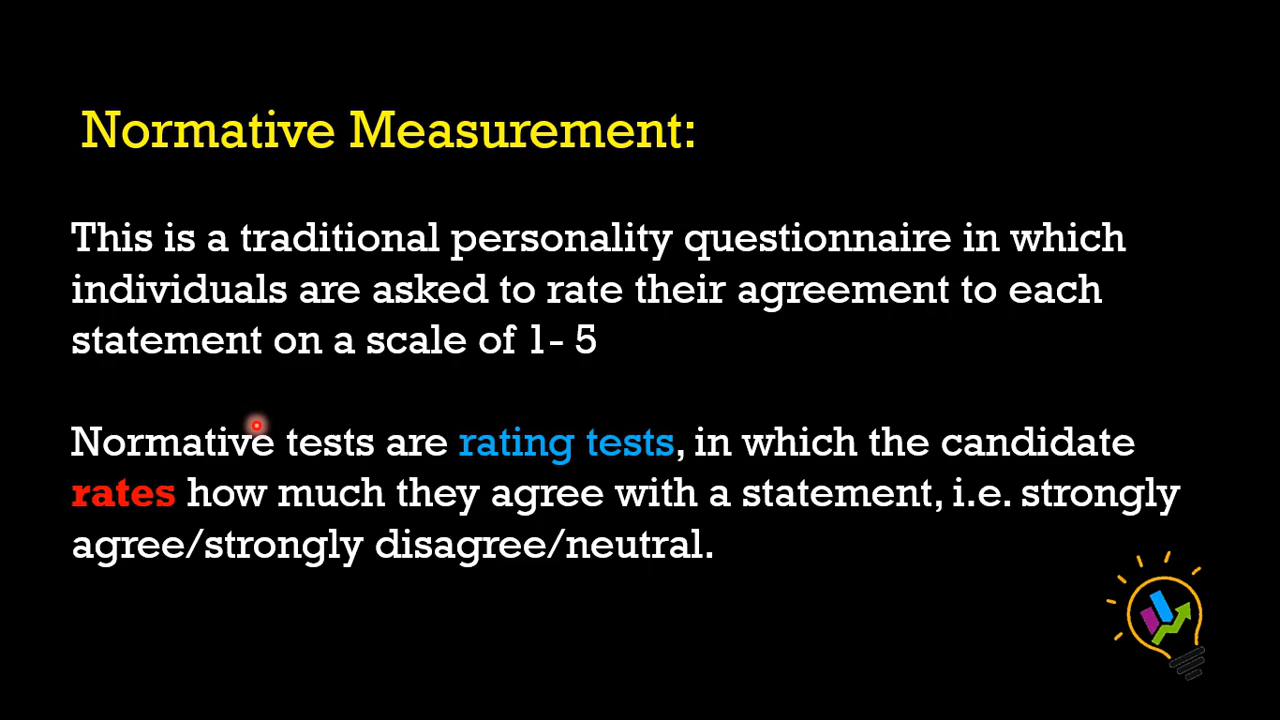 Normative Measurement:
This is a traditional personality questionnaire in which
individuals are asked to rate their agreement to each
statement on a scale of 1- 5
Normative tests are rating tests, in which the candidate
rates how much they agree with a statement, i.e. strongly
agree/strongly disagree/neutral.